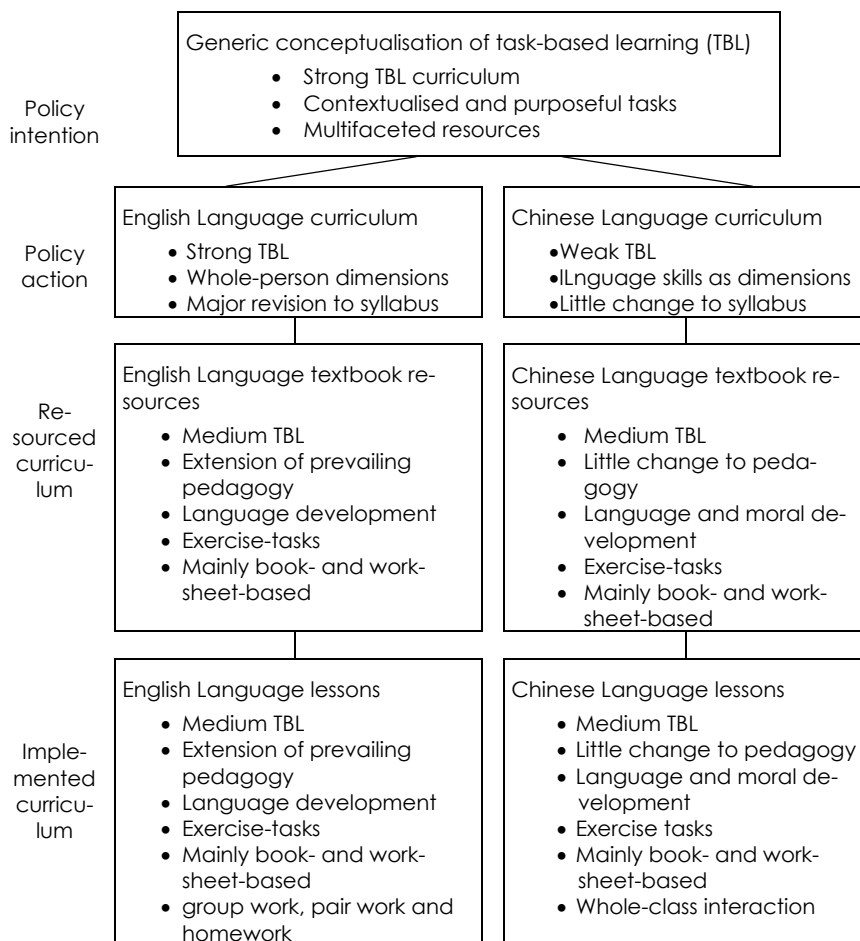 Generic conceptualisation of task-based learning (TBL)
• Strong TBL curriculum
• Contextualised and purposeful tasks
• Multifaceted resources
Policy
intention
English Language curriculum
• Strong TBL
• Whole-person dimensions
• Major revision to syllabus
Chinese Language curriculum
•Weak TBL
•lLnguage skills as dimensions
•Little change to syllabus
Policy
action
English Language textbook re-
sources
• Medium TBL
• Extension of prevailing
pedagogy
• Language development
• Exercise-tasks
• Mainly book- and work-
sheet-based
Chinese Language textbook re-
sources
• Medium TBL
• Little change to peda-
gogy
• Language and moral de-
velopment
• Exercise-tasks
• Mainly book- and work-
sheet-based
Re-
sourced
curricu-
lum
English Language lessons
• Medium TBL
• Extension of prevailing
pedagogy
• Language development
• Exercise-tasks
• Mainly book- and work-
sheet-based
• group work, pair work and
homework
Chinese Language lessons
• Medium TBL
• Little change to pedagogy
• Language and moral de-
velopment
• Exercise tasks
• Mainly book- and work-
sheet-based
• Whole-class interaction
Imple-
mented
curricu-
lum